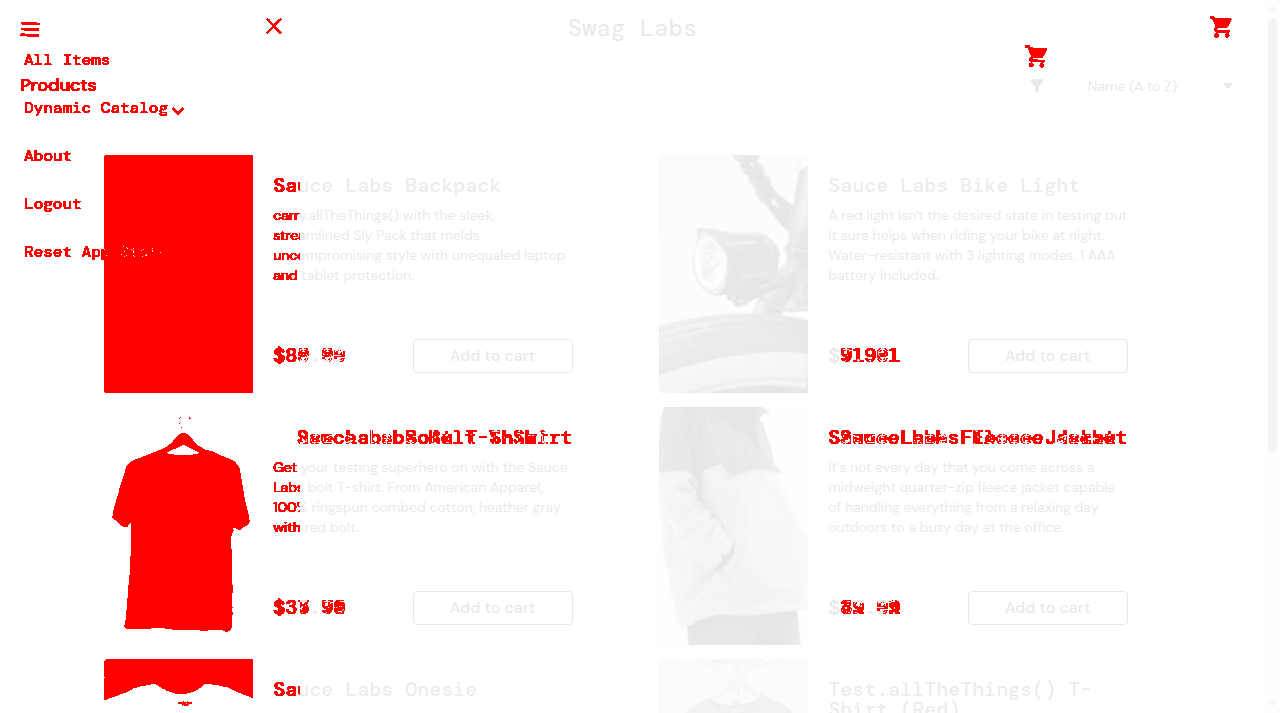 Swag Labs
All Items
Products
Name (A to Z)
Dynamic Catalog
About
Logout
Reset App
Sauce Labs Backpack
carry.allTheThings() with the sleek,
streamlined Sly Pack that melds
uncompromising style with unequaled laptop
and tablet protection.
Add to cart
Sauce Labs Bike Light
A red light isn't the desired state in testing but
it sure helps when riding your bike at night.
Water-resistant with 3 lighting modes, 1 AAA
battery included.
Add to cart
T-Shirt
Get your testing superhero on with the Sauce
Labs bolt T-shirt. From American Apparel,
100% ringspun combed cotton, heather gray
with red bolt.
Add to cart
It's not every day that you come across a
midweight quarter-zip fleece jacket capable
of handling everything from a relaxing day
outdoors to a busy day at the office.
Add to cart
Sauce Labs Onesie
Test.allTheThings() T-
Shirt (Red)